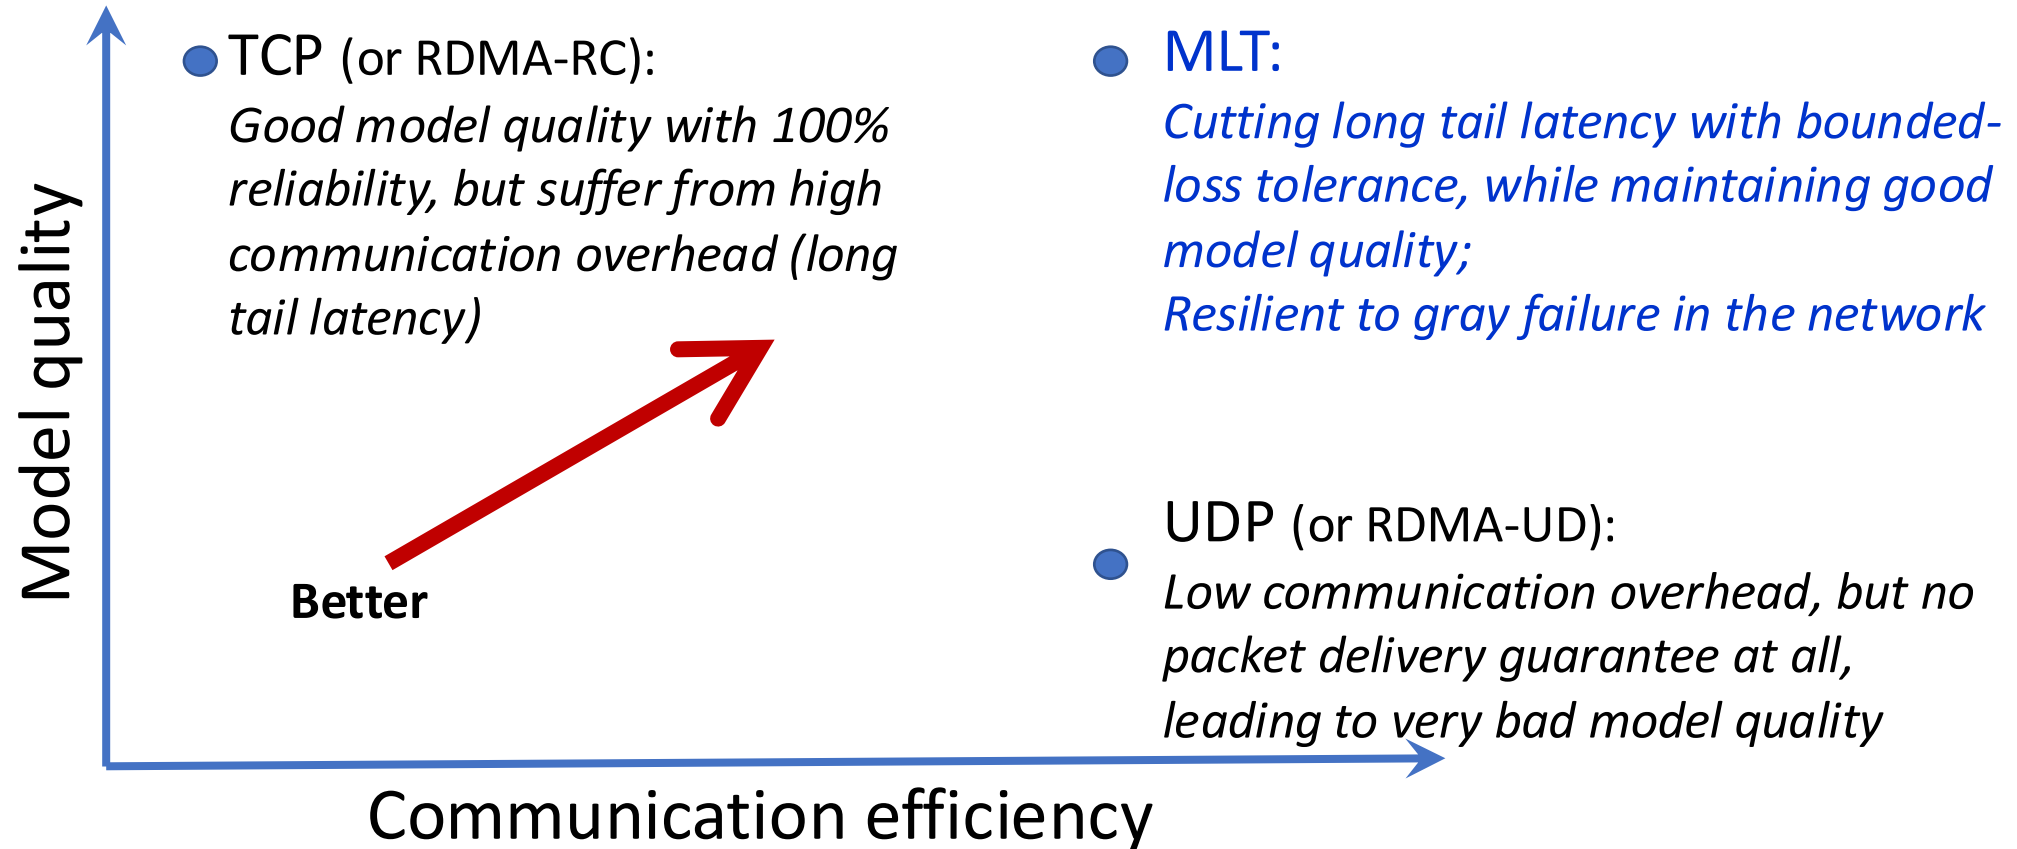 Model quality
TCP (or RDMA-RC):
Good model quality with 100%
reliability, but suffer from high
communication overhead (long
tail latency)
MLT:
Cutting long tail latency with bounded-
loss tolerance, while maintaining good
model quality;
Resilient to gray failure in the network
Better
UDP (or RDMA-UD):
Low communication overhead, but no
packet delivery guarantee at all,
leading to very bad model quality
Communication efficiency